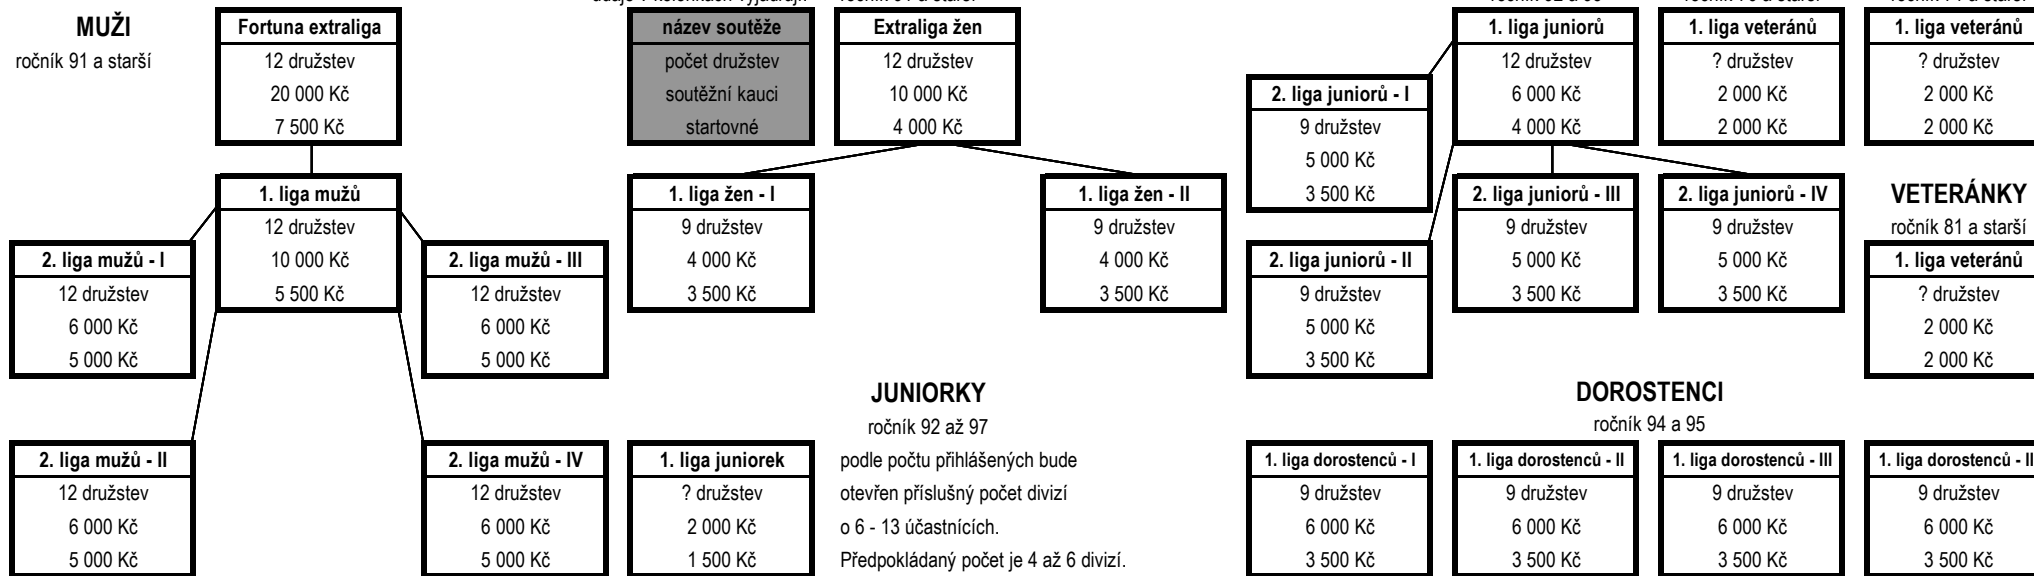 MUŽI
ročník 91 a starší
Fortuna extraliga
12 družstev
20 000 Kč
7 500 Kč
1. liga mužů
12 družstev
10 000 Kč
5 500 Kč
2. liga mužů - I
12 družstev
6 000 Kč
5 000 Kč
2. liga mužů - III
12 družstev
6 000 Kč
5 000 Kč
2. liga mužů - II
12 družstev
6 000 Kč
5 000 Kč
2. liga mužů - IV
12 družstev
6 000 Kč
5 000 Kč
název soutěže
počet družstev
soutěžní kauci
startovné
Extraliga žen
12 družstev
10 000 Kč
4 000 Kč
1. liga žen - I
9 družstev
4 000 Kč
3 500 Kč
1. liga žen - II
9 družstev
4 000 Kč
3 500 Kč
JUNIORKY
ročník 92 až 97
1. liga juniorek
? družstev
2 000 Kč
1 500 Kč
podle počtu přihlášených bude
otevřen příslušný počet divizí
o 6 - 13 účastnících.
Předpokládaný počet je 4 až 6 divizí.
1. liga juniorů
12 družstev
6 000 Kč
4 000 Kč
2. liga juniorů - I
9 družstev
5 000 Kč
3 500 Kč
2. liga juniorů - II
9 družstev
5 000 Kč
3 500 Kč
2. liga juniorů - III
9 družstev
5 000 Kč
3 500 Kč
2. liga juniorů - IV
9 družstev
5 000 Kč
3 500 Kč
1. liga veteránů
? družstev
2 000 Kč
2 000 Kč
1. liga veteránů
? družstev
2 000 Kč
2 000 Kč
VETERÁNKY
ročník 81 a starší
1. liga veteránů
? družstev
2 000 Kč
2 000 Kč
DOROSTENCI
ročník 94 a 95
1. liga dorostenců - I
9 družstev
6 000 Kč
3 500 Kč
1. liga dorostenců - II
9 družstev
6 000 Kč
3 500 Kč
1. liga dorostenců - III
9 družstev
6 000 Kč
3 500 Kč
1. liga dorostenců - II
9 družstev
6 000 Kč
3 500 Kč